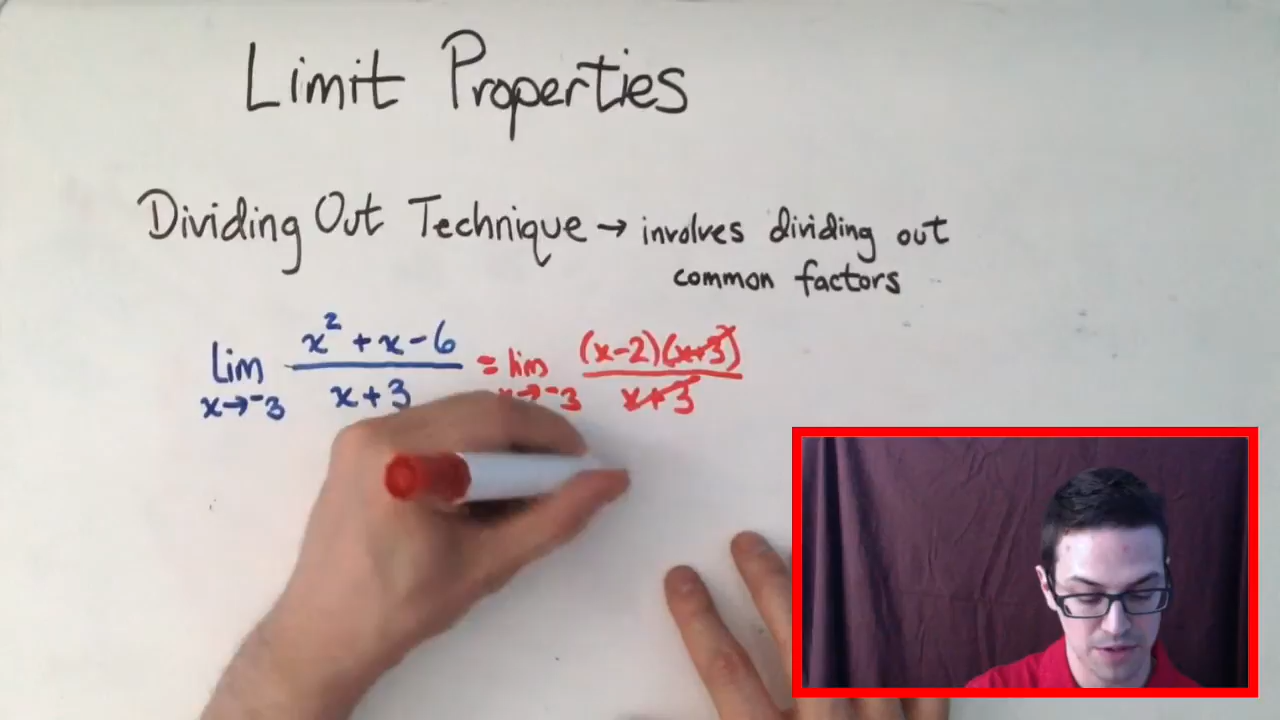 Limit Properties
Dividing Out Technique → involves dividing out
common factors
Lim x→-3 (x² + x - 6)/(x + 3) = lim x→-3 (x-2)(x+3)/(x+3)